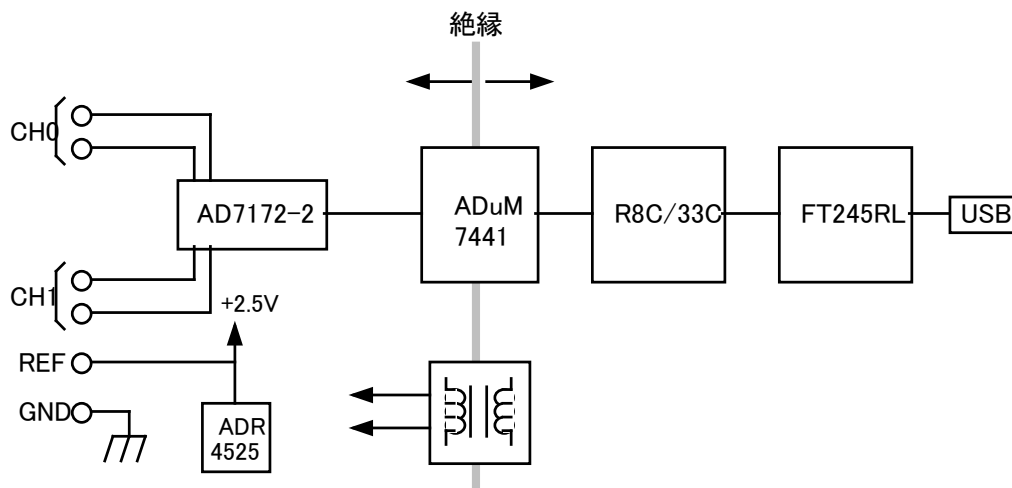 絶縁
CH0
AD7172-2
ADuM
7441
R8C/33C
FT245RL
USB
CH1
+2.5V
REF
GND
ADR
4525